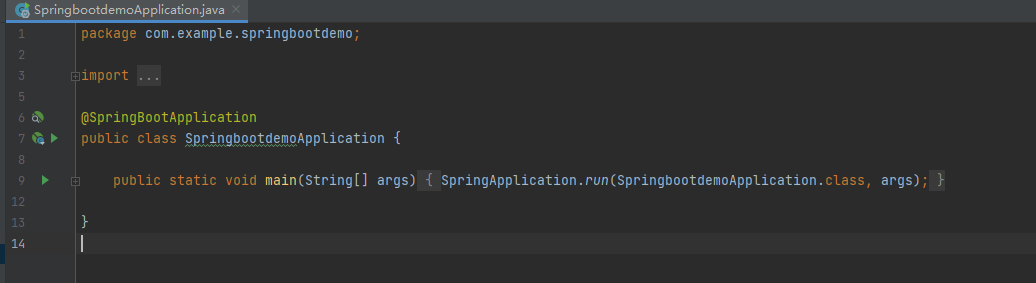 SpringbootdemoApplication.java
1 package com.example.springbootdemo;
2
3 import ...
5
6 @SpringBootApplication
7 public class SpringbootdemoApplication {
8
9 public static void main(String[] args) { SpringApplication.run(SpringbootdemoApplication.class, args); }
12
13 }
14